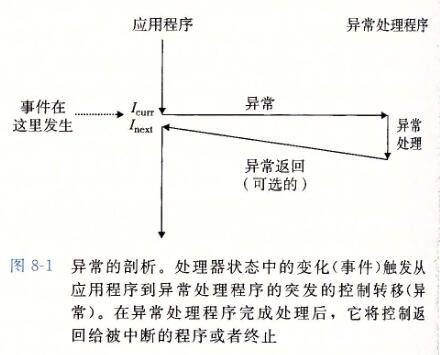 应用程序
异常处理程序
事件在
这里发生
Icurr
Inext
异常
异常
处理
异常返回
(可选的)
图 8-1 异常的剖析。处理器状态中的变化(事件)触发从
应用程序到异常处理程序的突发的控制转移(异
常)。在异常处理程序完成处理后，它将控制返
回给被中断的程序或者终止